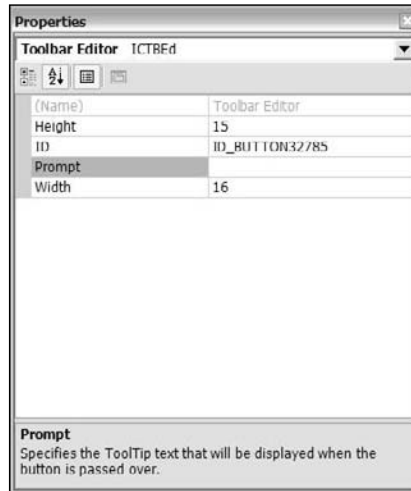 Properties
Toolbar Editor ICTBEd
(Name) Toolbar Editor
Height 15
ID ID_BUTTON32785
Prompt
Width 16
Prompt
Specifies the ToolTip text that will be displayed when the
button is passed over.